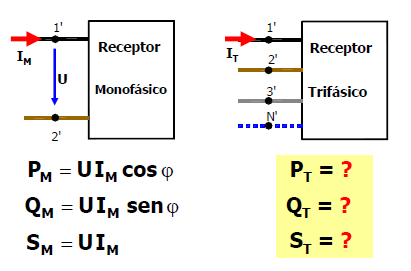 1'
I_M
U
2'
Receptor
Monofásico
P_M = U I_M cos φ
Q_M = U I_M sen φ
S_M = U I_M
1'
I_T
2'
3'
N'
Receptor
Trifásico
P_T = ?
Q_T = ?
S_T = ?